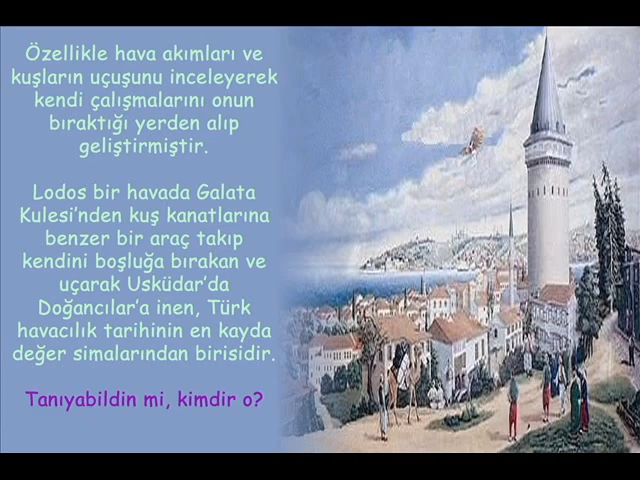 Özellikle hava akımları ve
kuşların uçuşunu inceleyerek
kendi çalışmalarını onun
bıraktığı yerden alıp
geliştirmiştir.
Lodos bir havada Galata
Kulesi’nden kuş kanatlarına
benzer bir araç takıp
kendini boşluğa bırakan ve
uçarak Usküdar’da
Doğancılar’a inen, Türk
havacılık tarihinin en kayda
değer simalarından birisidir.
Tanıyabildin mi, kimdir o?